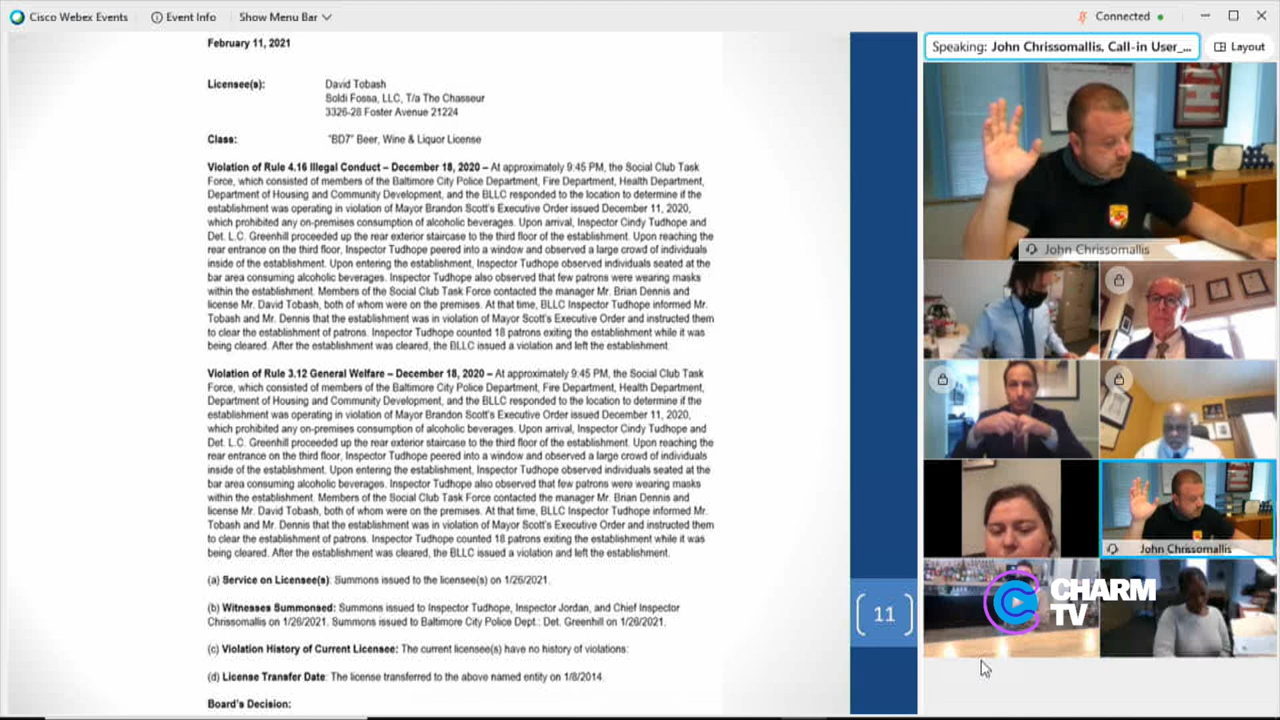 Cisco Webex Events
Event Info
Show Menu Bar
Connected
Speaking: John Chrissomallis, Call-in User_...
Layout
February 11, 2021
Licensee(s): David Tobash
Soldi Fossa, LLC, T/a The Chasseur
3326-28 Foster Avenue 21224
Class: "BD7" Beer, Wine & Liquor License
Violation of Rule 4.16 Illegal Conduct – December 18, 2020 – At approximately 9:45 PM, the Social Club Task
Force, which consisted of members of the Baltimore City Police Department, Fire Department, Health Department,
Department of Housing and Community Development, and the BLLC responded to the location to determine if the
establishment was operating in violation of Mayor Brandon Scott's Executive Order issued December 11, 2020,
which prohibited any on-premises consumption of alcoholic beverages. Upon arrival, Inspector Cindy Tudhope and
Det. L.C. Greenhill proceeded up the rear exterior staircase to the third floor of the establishment. Upon reaching the
rear entrance on the third floor, Inspector Tudhope peered into a window and observed a large crowd of individuals
inside of the establishment. Upon entering the establishment, Inspector Tudhope observed individuals seated at the
bar area consuming alcoholic beverages. Inspector Tudhope also observed that few patrons were wearing masks
within the establishment. Members of the Social Club Task Force contacted the manager Mr. Brian Dennis and
license Mr. David Tobash, both of whom were on the premises. At that time, BLLC Inspector Tudhope informed Mr.
Tobash and Mr. Dennis that the establishment was in violation of Mayor Scott's Executive Order and instructed them
to clear the establishment of patrons. Inspector Tudhope counted 18 patrons exiting the establishment while it was
being cleared. After the establishment was cleared, the BLLC issued a violation and left the establishment.
Violation of Rule 3.12 General Welfare – December 18, 2020 – At approximately 9:45 PM, the Social Club Task
Force, which consisted of members of the Baltimore City Police Department, Fire Department, Health Department,
Department of Housing and Community Development, and the BLLC responded to the location to determine if the
establishment was operating in violation of Mayor Brandon Scott's Executive Order issued December 11, 2020,
which prohibited any on-premises consumption of alcoholic beverages. Upon arrival, Inspector Cindy Tudhope and
Det. L.C. Greenhill proceeded up the rear exterior staircase to the third floor of the establishment. Upon reaching the
rear entrance on the third floor, Inspector Tudhope peered into a window and observed a large crowd of individuals
inside of the establishment. Upon entering the establishment, Inspector Tudhope observed individuals seated at the
bar area consuming alcoholic beverages. Inspector Tudhope also observed that few patrons were wearing masks
within the establishment. Members of the Social Club Task Force contacted the manager Mr. Brian Dennis and
license Mr. David Tobash, both of whom were on the premises. At that time, BLLC Inspector Tudhope informed Mr.
Tobash and Mr. Dennis that the establishment was in violation of Mayor Scott's Executive Order and instructed them
to clear the establishment of patrons. Inspector Tudhope counted 18 patrons exiting the establishment while it was
being cleared. After the establishment was cleared, the BLLC issued a violation and left the establishment.
(a) Service on Licensee(s): Summons issued to the licensee(s) on 1/26/2021.
(b) Witnesses Summonsed: Summons issued to Inspector Tudhope, Inspector Jordan, and Chief Inspector
Chrissomallis on 1/26/2021. Summons issued to Baltimore City Police Dept.: Det. Greenhill on 1/26/2021.
(c) Violation History of Current Licensee: The current licensee(s) have no history of violations:
(d) License Transfer Date: The license transferred to the above named entity on 1/8/2014.
Board's Decision:
11
John Chrissomallis
John Chrissomallis
CHARM
TV